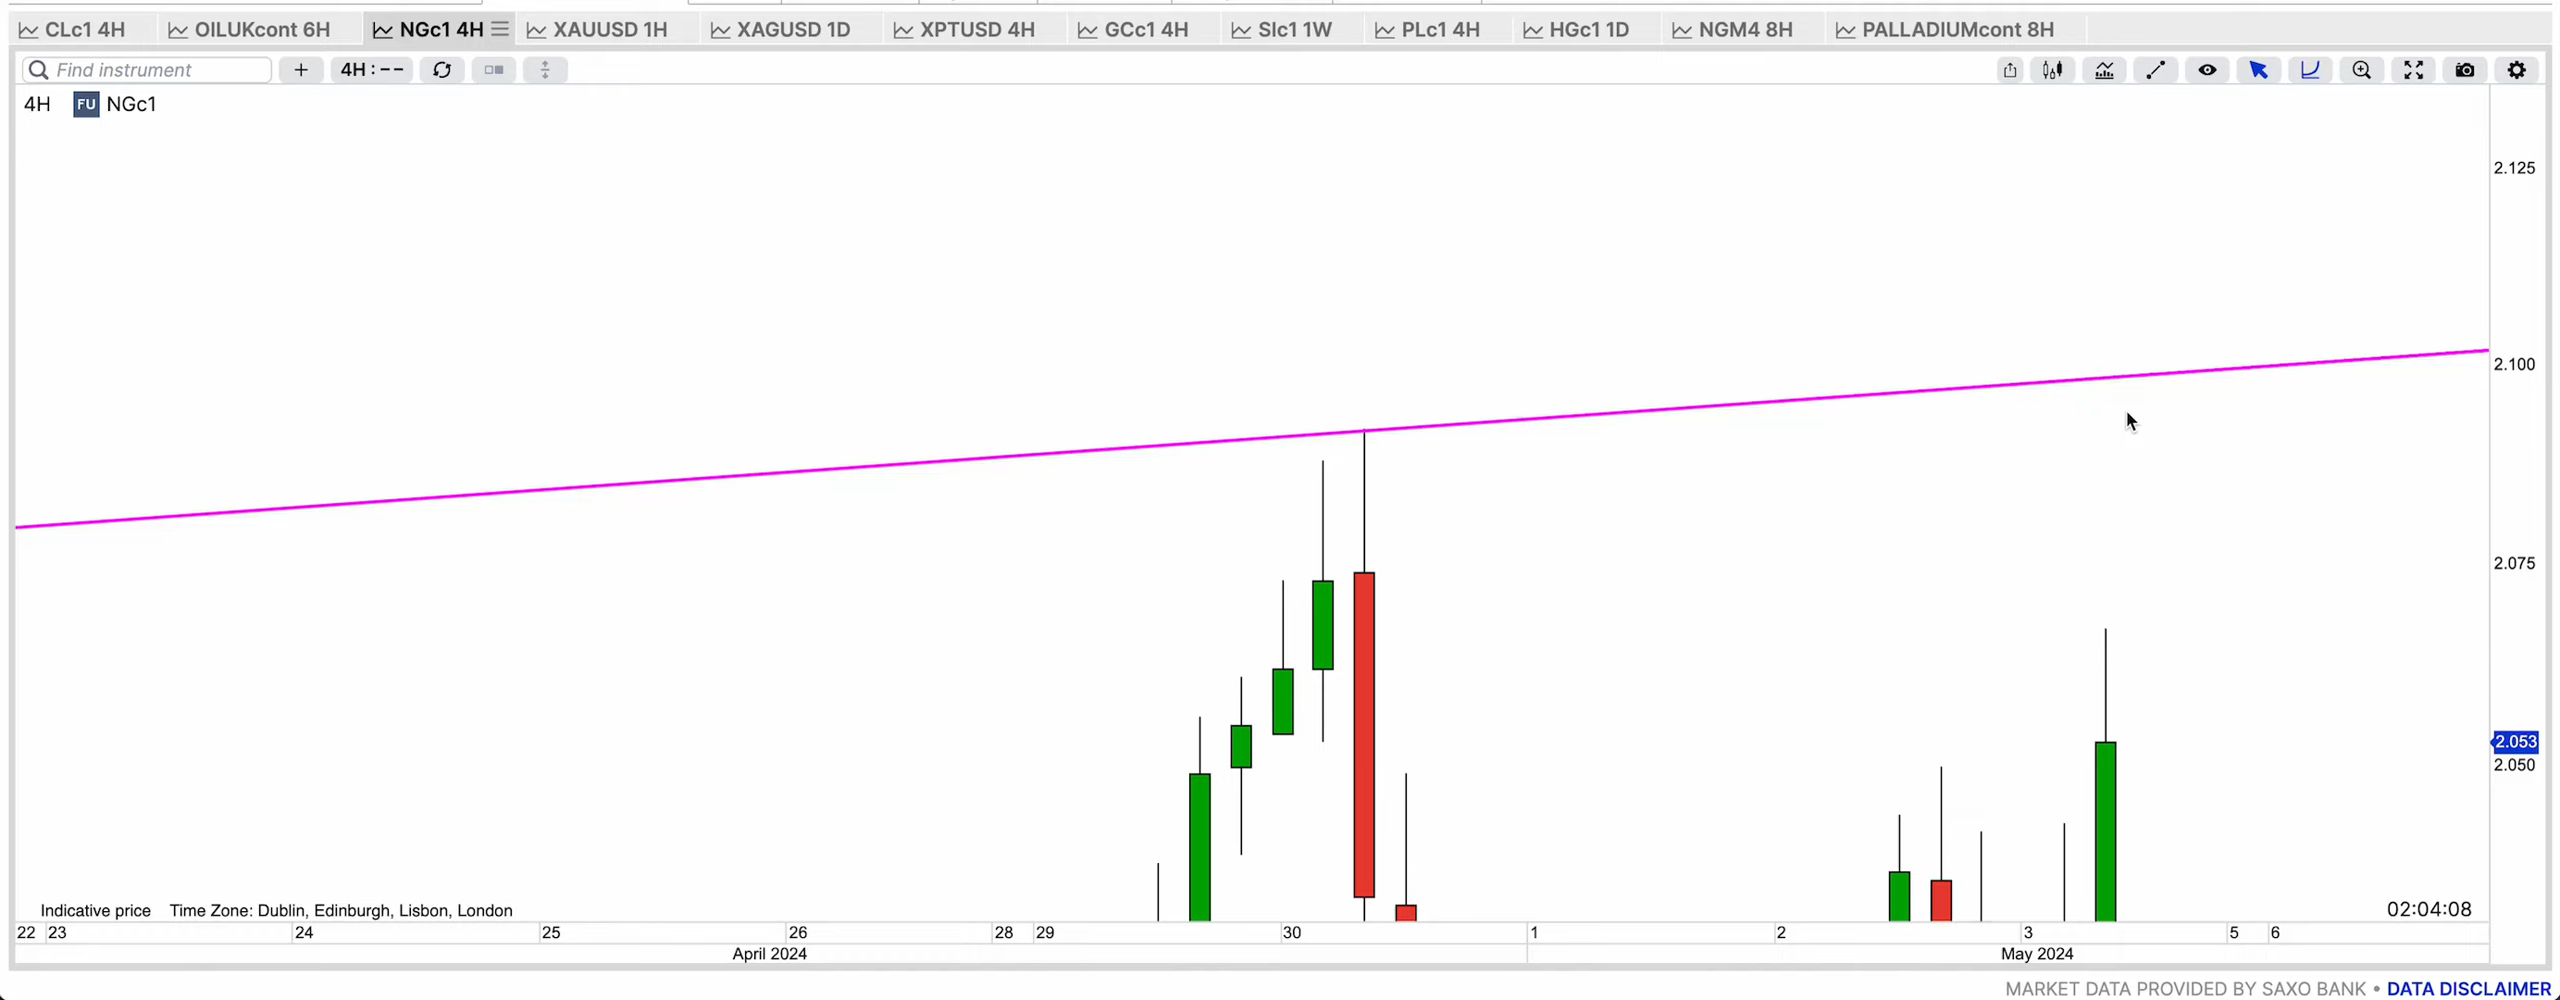 CLc1 4H OILUKcont 6H NGc1 4H XAUUSD 1H XAGUSD 1D XPTUSD 4H GCc1 4H SIc1 1W PLc1 4H HGc1 1D NGM4 8H PALLADIUMcont 8H
Find instrument + 4H : – –
4H FU NGc1
2.125
2.100
2.075
2.053
2.050
Indicative price Time Zone: Dublin, Edinburgh, Lisbon, London 02:04:08
22 23 24 25 26 28 29 30 1 2 3 5 6
April 2024 May 2024
MARKET DATA PROVIDED BY SAXO BANK • DATA DISCLAIMER